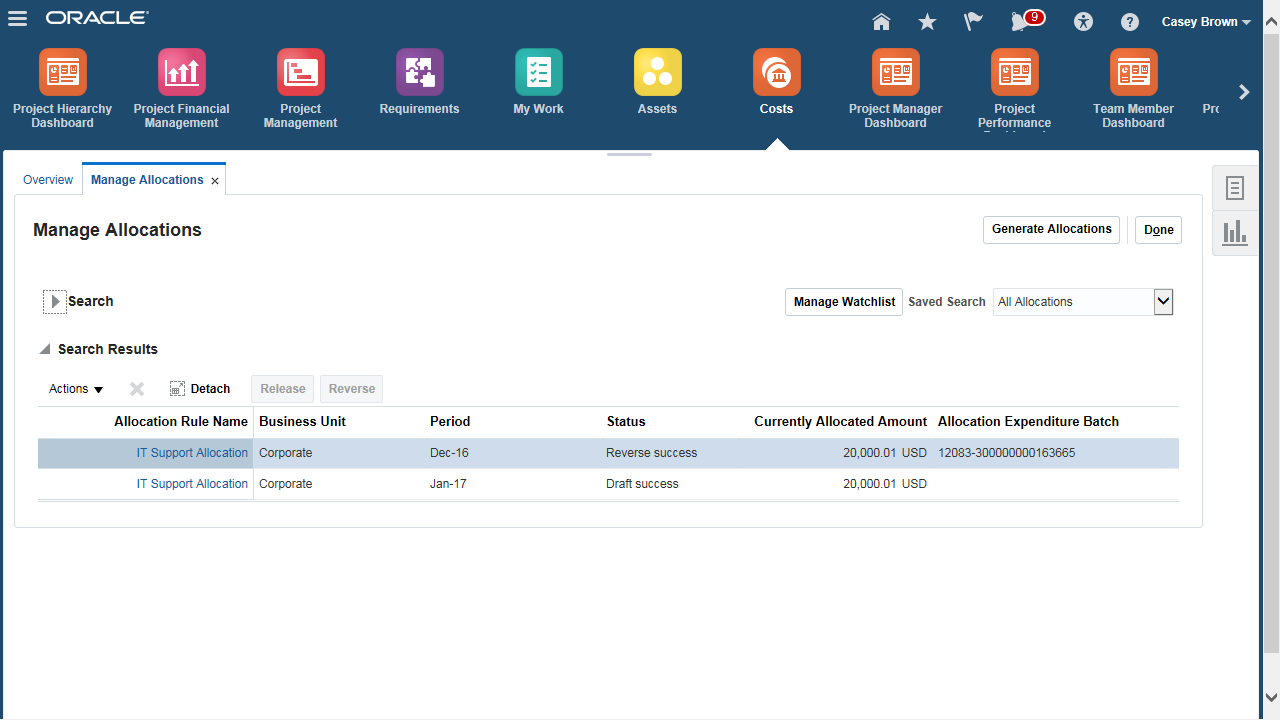 ORACLE®
9
Casey Brown
Project Hierarchy Dashboard
Project Financial Management
Project Management
Requirements
My Work
Assets
Costs
Project Manager Dashboard
Project Performance
Team Member Dashboard
Overview
Manage Allocations
Manage Allocations
Generate Allocations
Done
Search
Manage Watchlist
Saved Search
All Allocations
Search Results
Actions
Detach
Release
Reverse
Allocation Rule Name Business Unit Period Status Currently Allocated Amount Allocation Expenditure Batch
IT Support Allocation Corporate Dec-16 Reverse success 20,000.01 USD 12083-300000000163665
IT Support Allocation Corporate Jan-17 Draft success 20,000.01 USD